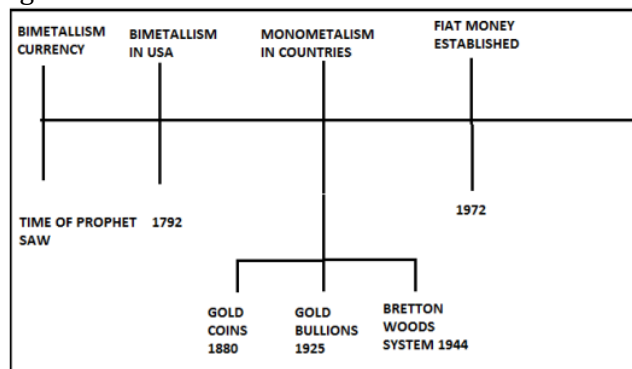 BIMETALLISM
CURRENCY
BIMETALLISM
IN USA
MONOMETALISM
IN COUNTRIES
FIAT MONEY
ESTABLISHED
TIME OF PROPHET
SAW
1792
1972
GOLD
COINS
1880
GOLD
BULLIONS
1925
BRETTON
WOODS
SYSTEM 1944